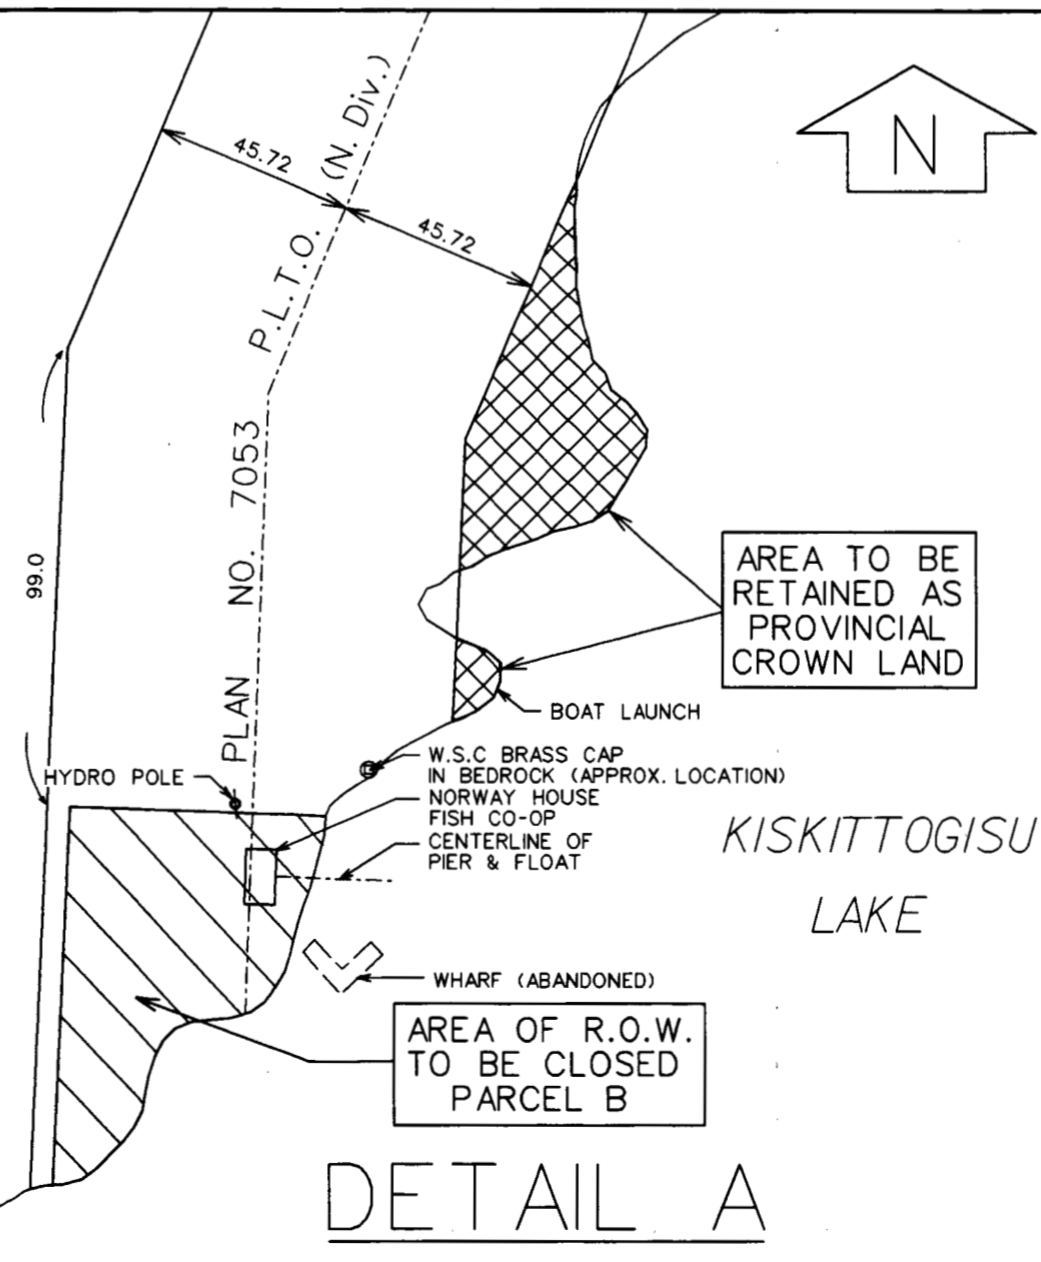 N
45.72
45.72
PLAN NO. 7053 P.L.T.O. (N. Div.)
99.0
AREA TO BE
RETAINED AS
PROVINCIAL
CROWN LAND
BOAT LAUNCH
W.S.C BRASS CAP
IN BEDROCK (APPROX. LOCATION)
HYDRO POLE
NORWAY HOUSE
FISH CO-OP
CENTERLINE OF
PIER & FLOAT
KISKITTOGISU
LAKE
WHARF (ABANDONED)
AREA OF R.O.W.
TO BE CLOSED
PARCEL B
DETAIL A